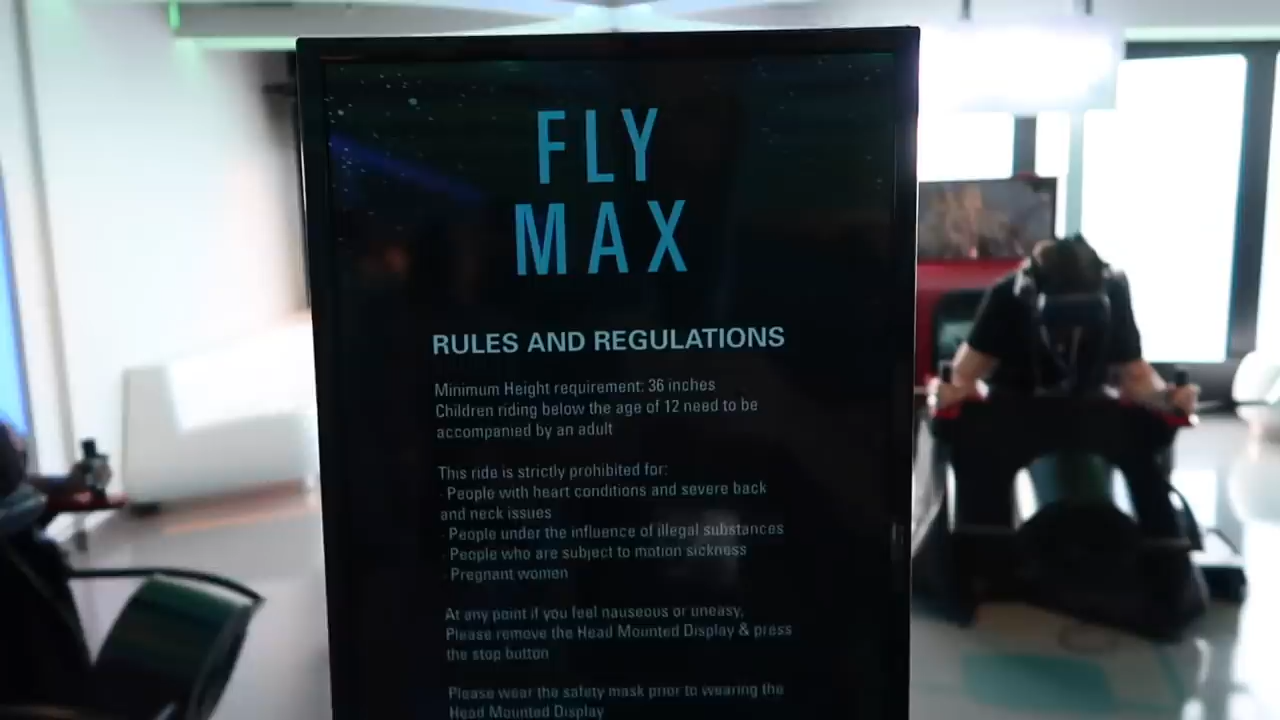 FLY
MAX
RULES AND REGULATIONS
Minimum Height requirement: 36 inches
Children riding below the age of 12 need to be
accompanied by an adult
This ride is strictly prohibited for:
- People with heart conditions and severe back
and neck issues
- People under the influence of illegal substances
- People who are subject to motion sickness
- Pregnant women
At any point if you feel nauseous or uneasy,
Please remove the Head Mounted Display & press
the stop button
Please wear the safety mask prior to wearing the
Head Mounted Display